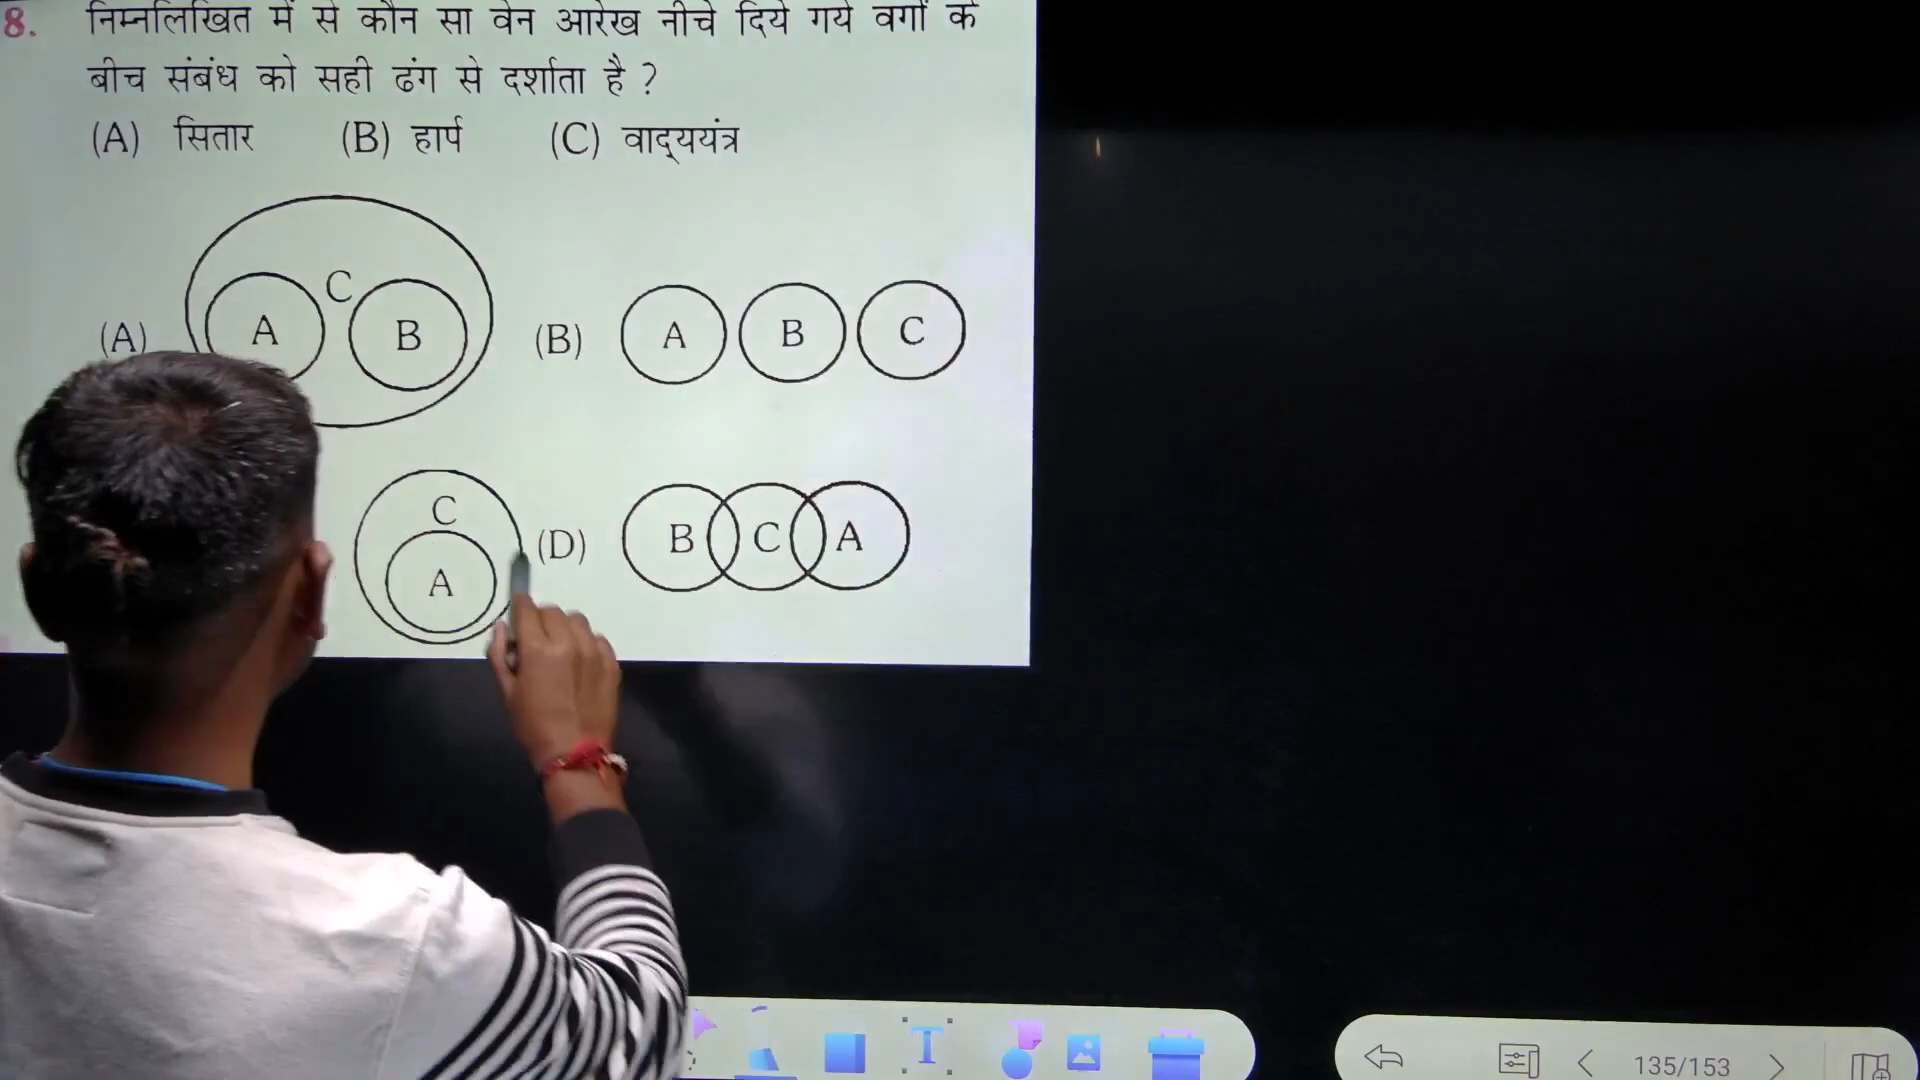 8. निम्नलिखित में से कौन सा वेन आरेख नीचे दिये गये वर्गों के
बीच संबंध को सही ढंग से दर्शाता है ?
(A) सितार (B) हार्प (C) वाद्ययंत्र
C
(A) A B (B) A B C
C
A (D) B C A
T
135/153